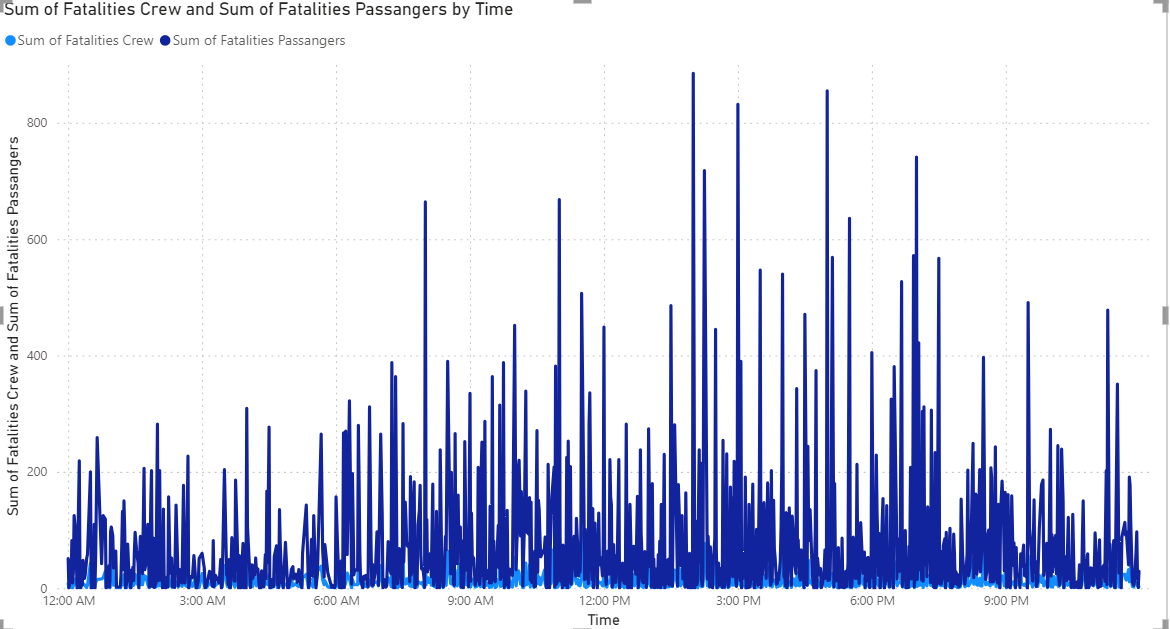 Sum of Fatalities Crew and Sum of Fatalities Passangers by Time
Sum of Fatalities Crew Sum of Fatalities Passangers
Sum of Fatalities Crew and Sum of Fatalities Passangers
800
600
400
200
0
12:00 AM 3:00 AM 6:00 AM 9:00 AM 12:00 PM 3:00 PM 6:00 PM 9:00 PM
Time